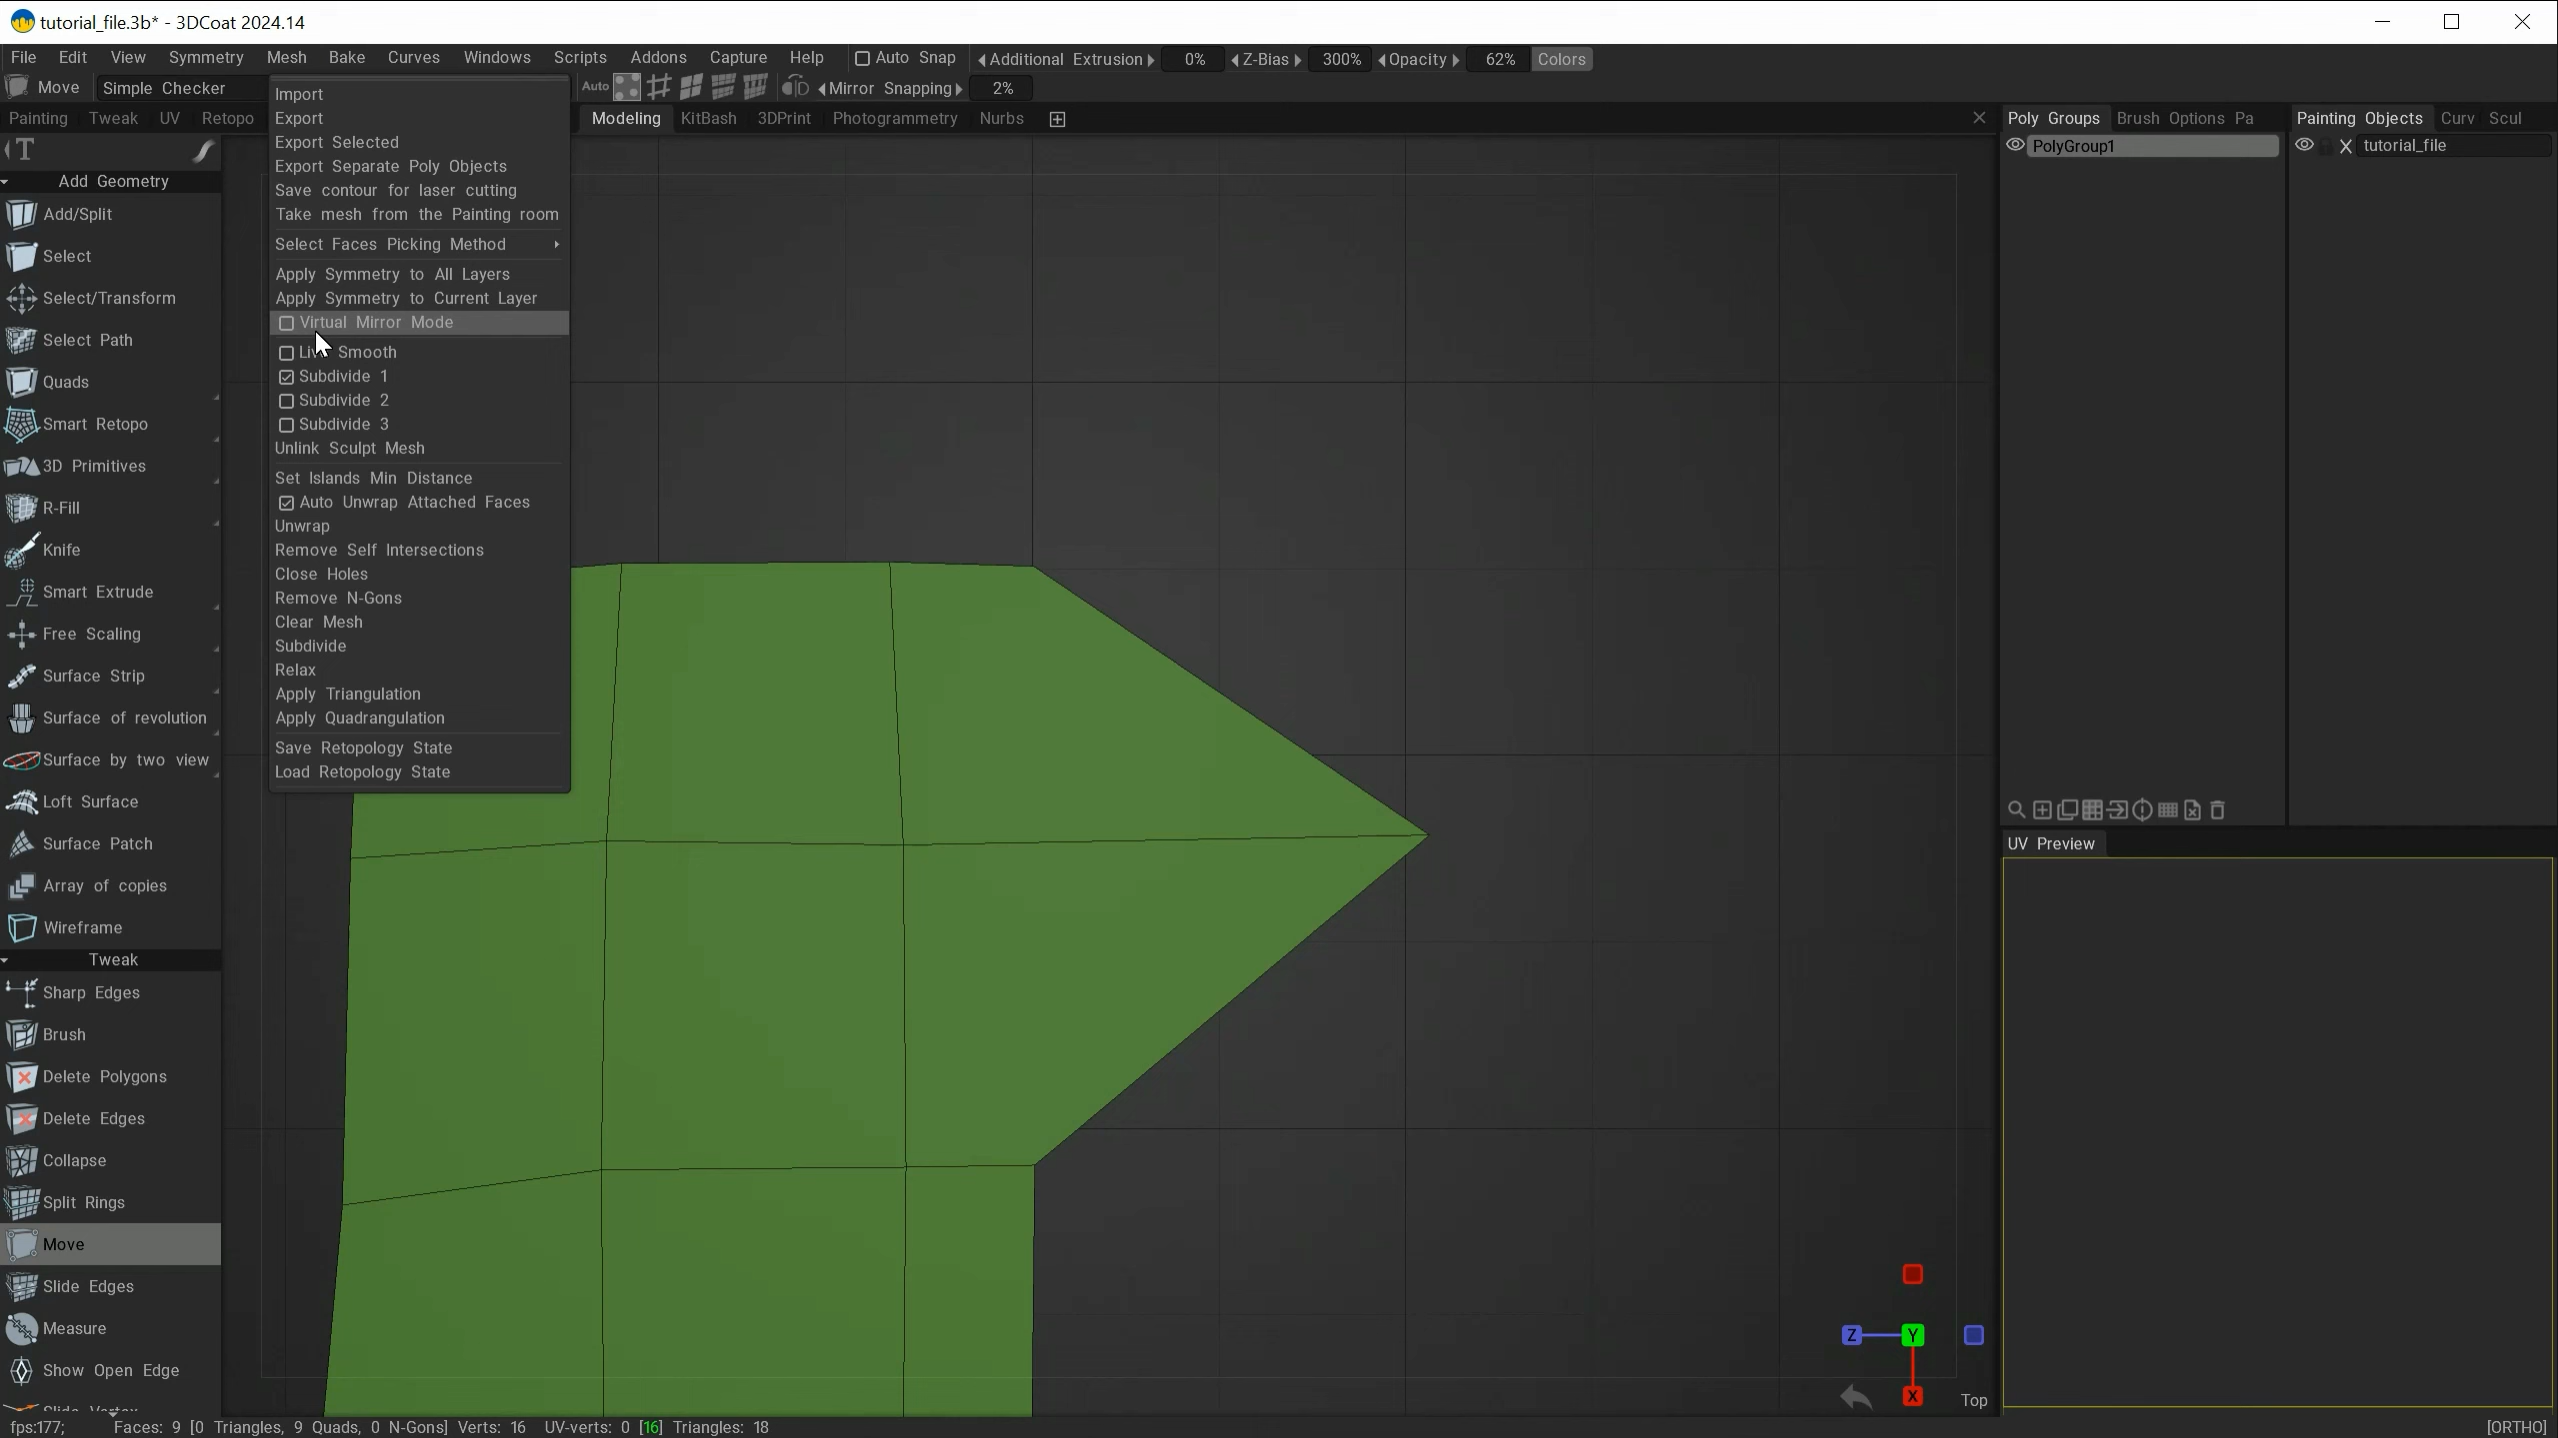 tutorial_file.3b* - 3DCoat 2024.14
File Edit View Symmetry Mesh Bake Curves Windows Scripts Addons Capture Help Auto Snap Additional Extrusion 0% Z-Bias 300% Opacity 62% Colors
Move Simple Checker Auto Mirror Snapping 2%
Painting Tweak UV Retopo Modeling KitBash 3DPrint Photogrammetry Nurbs
T
Add Geometry
Add/Split
Select
Select/Transform
Select Path
Quads
Smart Retopo
3D Primitives
R-Fill
Knife
Smart Extrude
Free Scaling
Surface Strip
Surface of revolution
Surface by two view
Loft Surface
Surface Patch
Array of copies
Wireframe
Tweak
Sharp Edges
Brush
Delete Polygons
Delete Edges
Collapse
Split Rings
Move
Slide Edges
Measure
Show Open Edge
Import
Export
Export Selected
Export Separate Poly Objects
Save contour for laser cutting
Take mesh from the Painting room
Select Faces Picking Method
Apply Symmetry to All Layers
Apply Symmetry to Current Layer
Virtual Mirror Mode
Smooth
Subdivide 1
Subdivide 2
Subdivide 3
Unlink Sculpt Mesh
Set Islands Min Distance
Auto Unwrap Attached Faces
Unwrap
Remove Self Intersections
Close Holes
Remove N-Gons
Clear Mesh
Subdivide
Relax
Apply Triangulation
Apply Quadrangulation
Save Retopology State
Load Retopology State
Poly Groups Brush Options Pa
PolyGroup1
Painting Objects Curv Scul
tutorial_file
UV Preview
Z Y
X
Top
fps:177; Faces: 9 [0 Triangles, 9 Quads, 0 N-Gons] Verts: 16 UV-verts: 0 [16] Triangles: 18
[ORTHO]